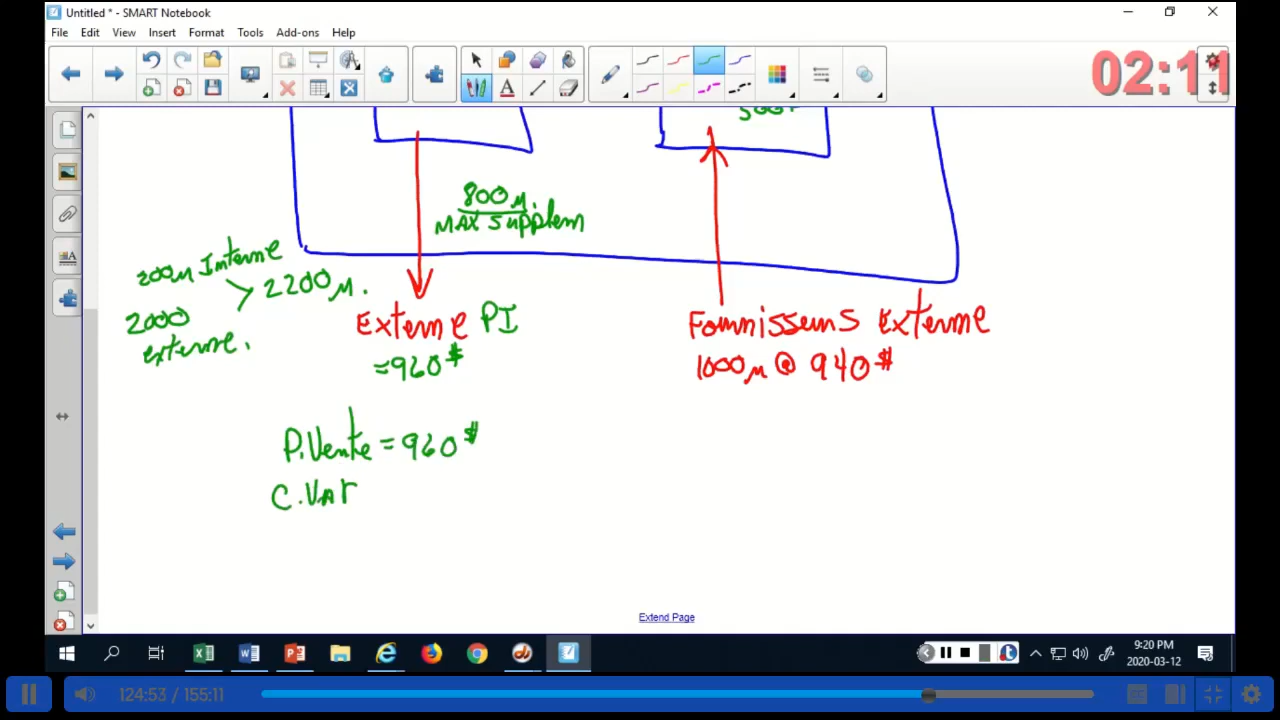 Untitled * - SMART Notebook
File Edit View Insert Format Tools Add-ons Help
02:11
800 u.
MAX Supplem
200u Interne
> 2200 u.
2000
externe.
Externe PI
= 960$
Fournisseurs Externe
1000 u @ 940$
P.Vente = 960$
C.Var
Extend Page
9:20 PM
2020-03-12
124:53 / 155:11